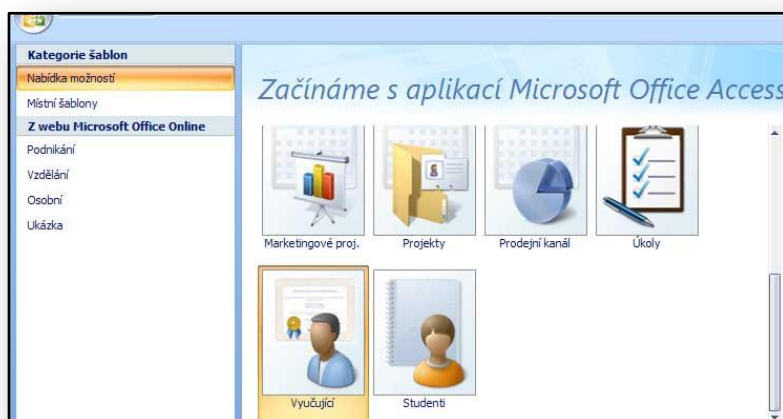 Kategorie šablon
Nabídka možností
Místní šablony
Z webu Microsoft Office Online
Podnikání
Vzdělání
Osobní
Ukázka
Začínáme s aplikací Microsoft Office Access
Marketingové proj.
Projekty
Prodejní kanál
Úkoly
Vyučující
Studenti